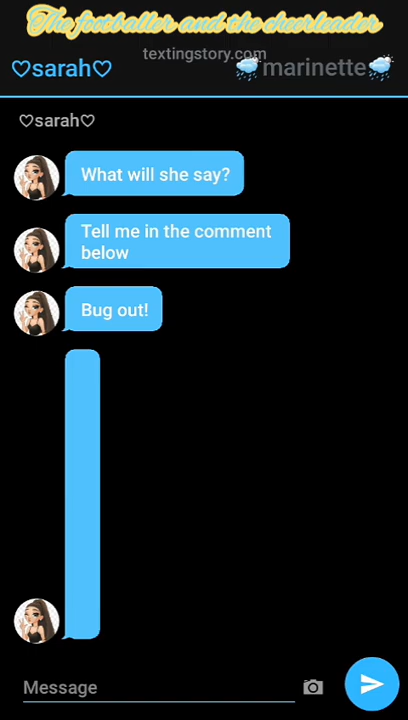 The footballer and the cheerleader
textingstory.com
♡sarah♡
🌧️marinette🌧️
♡sarah♡
What will she say?
Tell me in the comment
below
Bug out!
Message